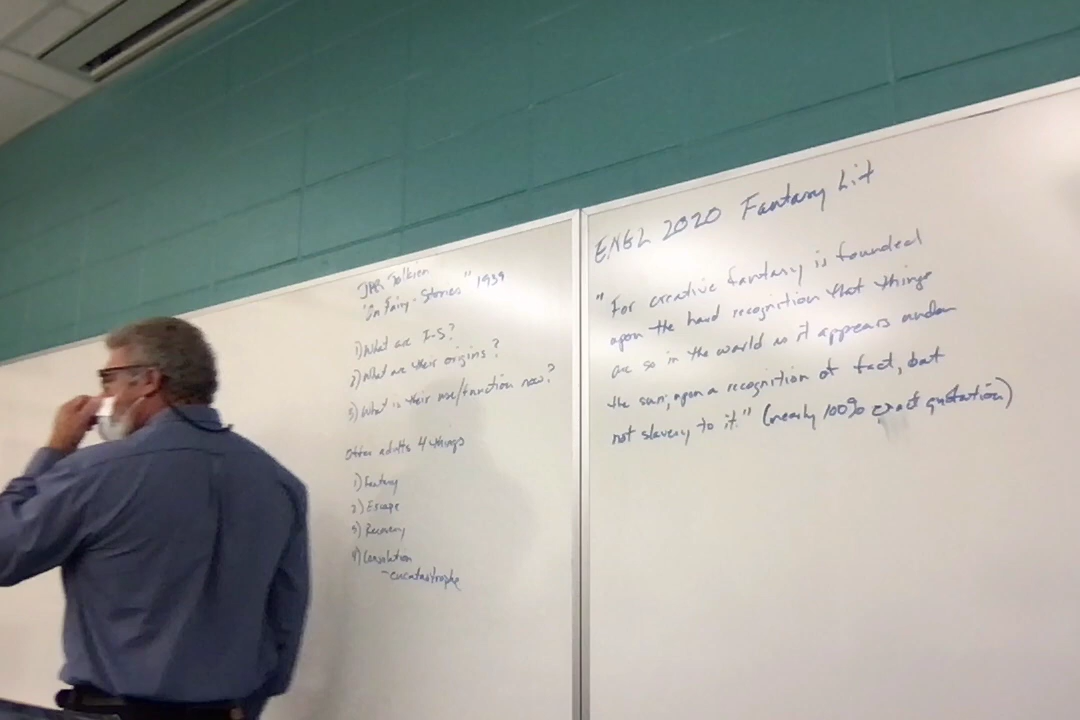 JRR Tolkien
"On Fairy-Stories" 1939
1) What are F-S?
2) What are their origins?
3) What is their use/function now?
Offer adults 4 things
1) Fantasy
2) Escape
3) Recovery
4) Consolation
- eucatastrophe
ENGL 2020 Fantasy Lit
"For creative fantasy is founded
upon the hard recognition that things
are so in the world as it appears under
the sun; upon a recognition of fact, but
not slavery to it." (nearly 100% exact quotation)